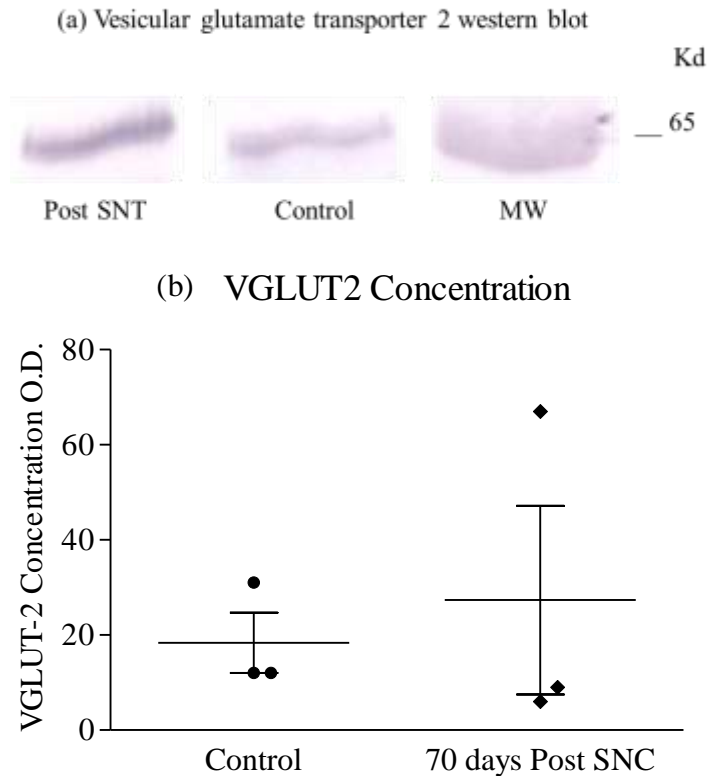 (a) Vesicular glutamate transporter 2 western blot
Kd
65
Post SNT Control MW
(b) VGLUT2 Concentration
VGLUT-2 Concentration O.D.
80
60
40
20
0
Control 70 days Post SNC